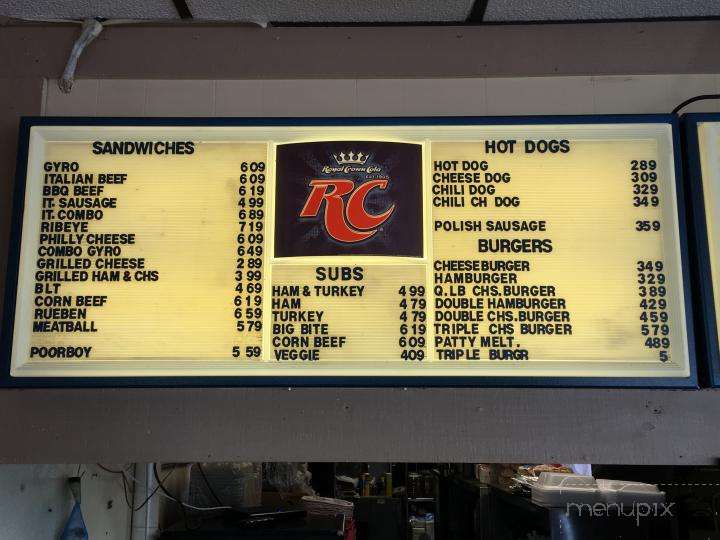 SANDWICHES
GYRO 609
ITALIAN BEEF 609
BBQ BEEF 619
IT. SAUSAGE 499
IT. COMBO 689
RIBEYE 719
PHILLY CHEESE 609
COMBO GYRO 649
GRILLED CHEESE 289
GRILLED HAM & CHS 399
BLT 469
CORN BEEF 619
RUEBEN 659
MEATBALL 579
POORBOY 559
Royal Crown Cola
EST. 1905
RC
SUBS
HAM & TURKEY 499
HAM 479
TURKEY 479
BIG BITE 619
CORN BEEF 609
VEGGIE 409
HOT DOGS
HOT DOG 289
CHEESE DOG 309
CHILI DOG 329
CHILI CH DOG 349
POLISH SAUSAGE 359
BURGERS
CHEESEBURGER 349
HAMBURGER 329
Q.LB CHS.BURGER 389
DOUBLE HAMBURGER 429
DOUBLE CHS.BURGER 459
TRIPLE CHS BURGER 579
PATTY MELT. 489
TRIPLE BURGR 5
menupix